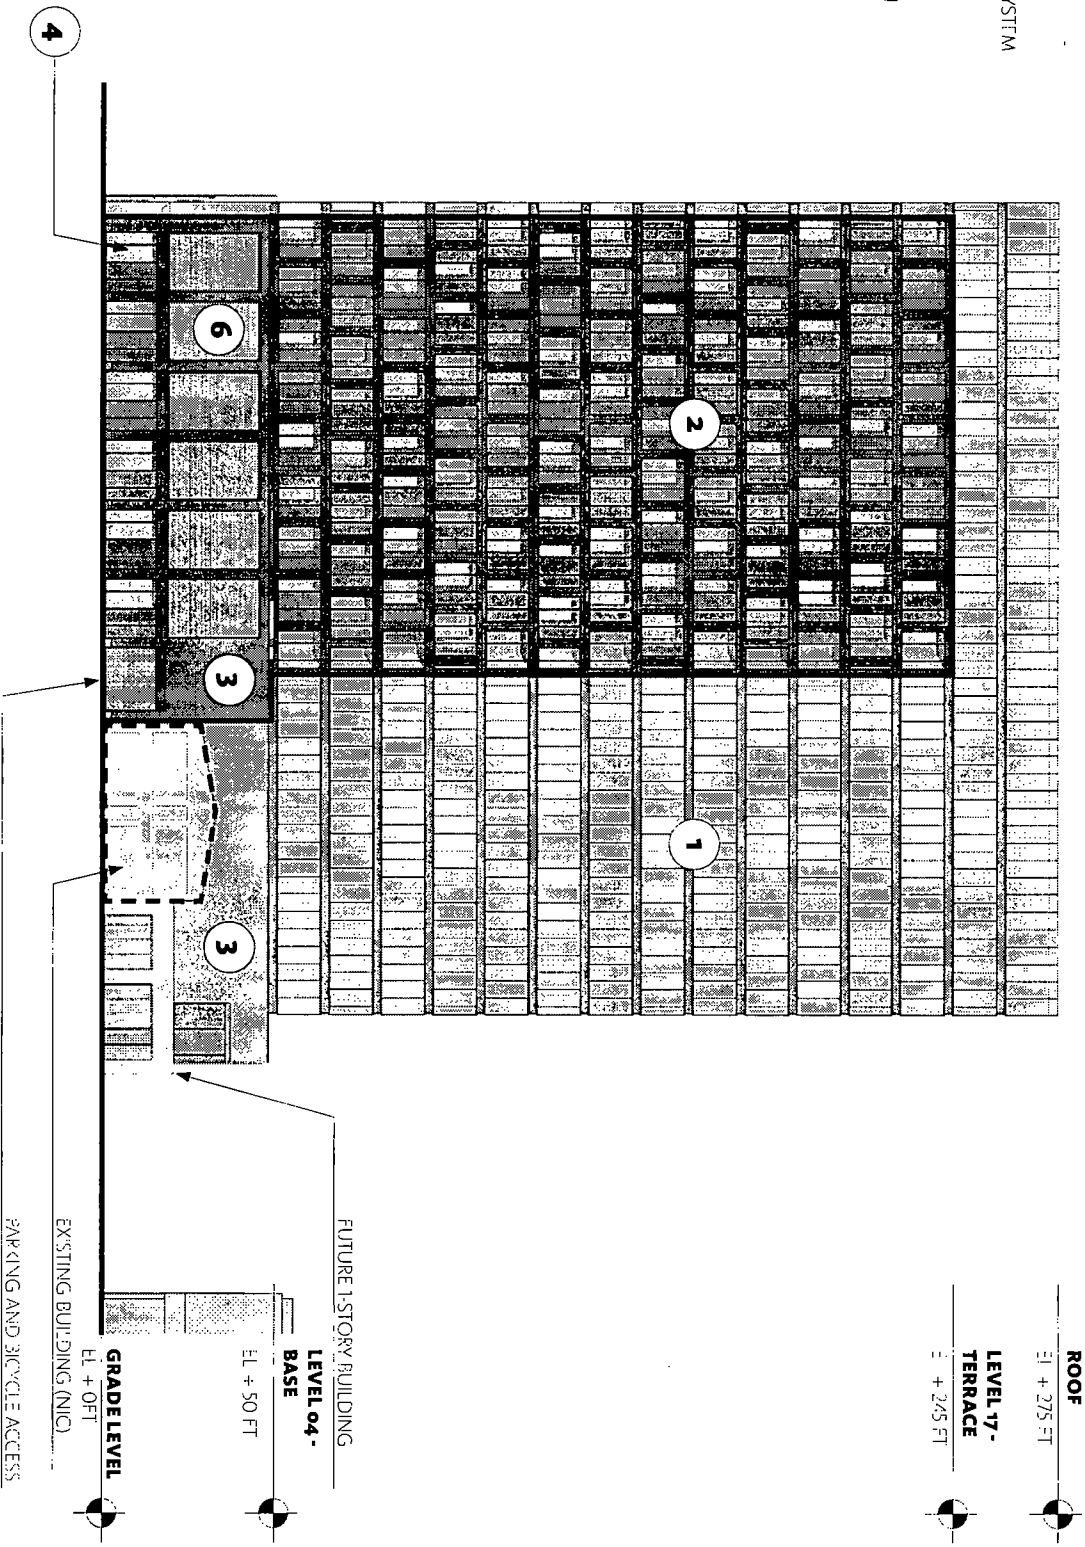 YSTEM
ROOF
EL + 275 FT
LEVEL 17 -
TERRACE
EL + 245 FT
2
1
FUTURE 1-STORY BUILDING
LEVEL 04 -
BASE
EL + 50 FT
6
3
3
GRADE LEVEL
EL + 0FT
4
EXISTING BUILDING (NIC)
PARKING AND BICYCLE ACCESS